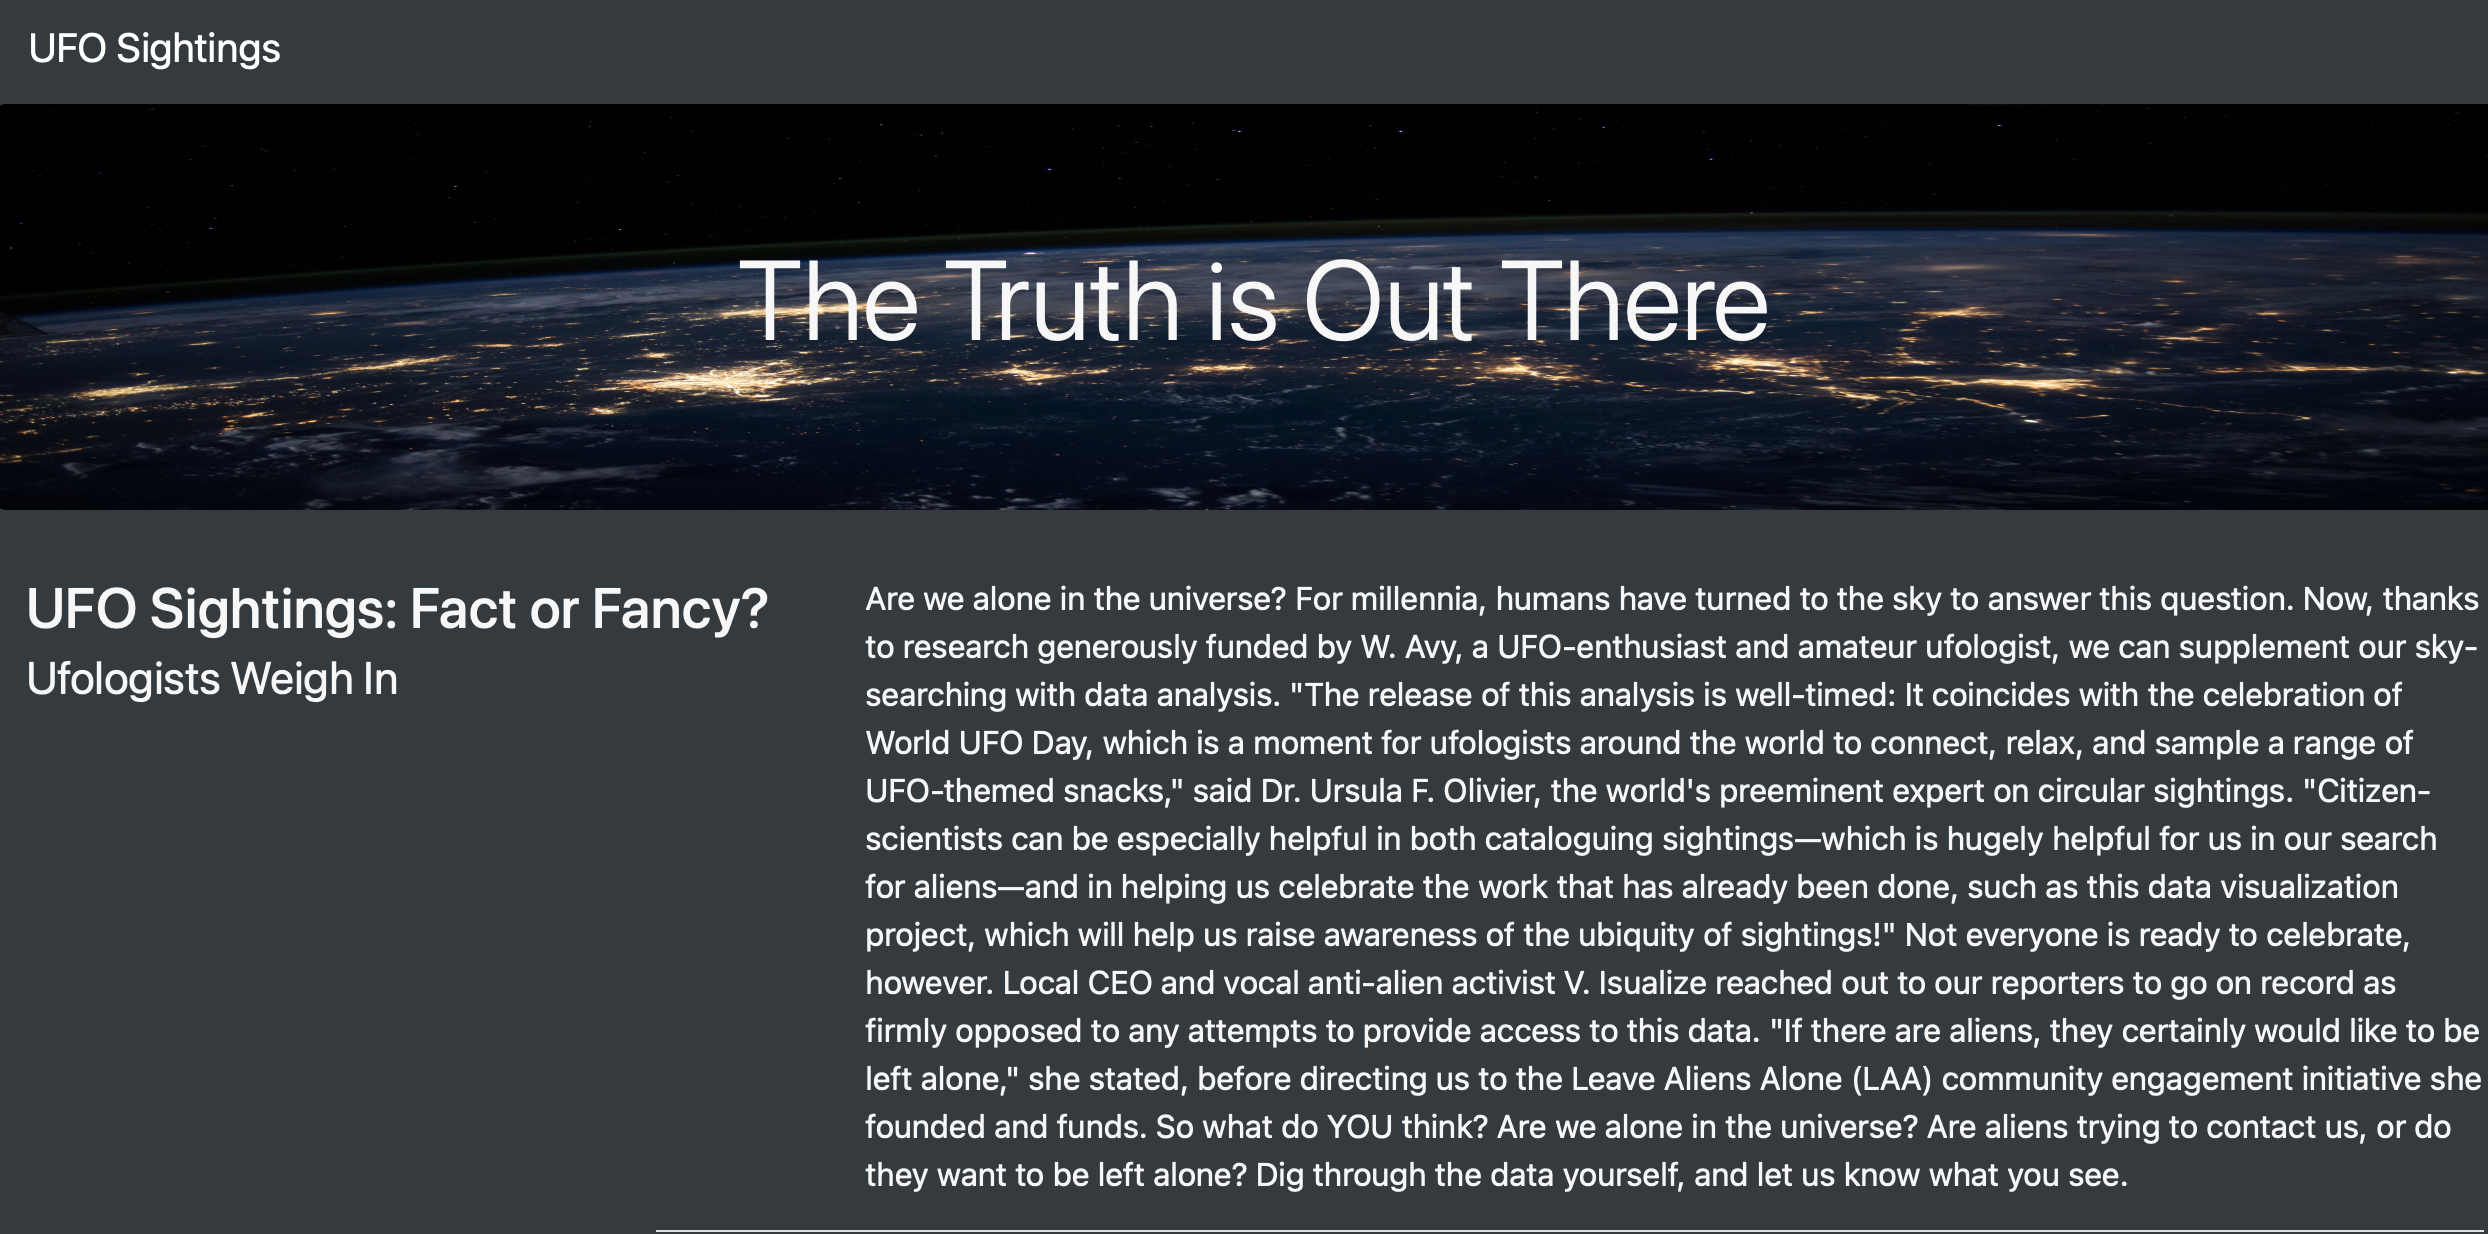 UFO Sightings
The Truth is Out There
UFO Sightings: Fact or Fancy?
Ufologists Weigh In
Are we alone in the universe? For millennia, humans have turned to the sky to answer this question. Now, thanks
to research generously funded by W. Avy, a UFO-enthusiast and amateur ufologist, we can supplement our sky-
searching with data analysis. "The release of this analysis is well-timed: It coincides with the celebration of
World UFO Day, which is a moment for ufologists around the world to connect, relax, and sample a range of
UFO-themed snacks," said Dr. Ursula F. Olivier, the world's preeminent expert on circular sightings. "Citizen-
scientists can be especially helpful in both cataloguing sightings—which is hugely helpful for us in our search
for aliens—and in helping us celebrate the work that has already been done, such as this data visualization
project, which will help us raise awareness of the ubiquity of sightings!" Not everyone is ready to celebrate,
however. Local CEO and vocal anti-alien activist V. Isualize reached out to our reporters to go on record as
firmly opposed to any attempts to provide access to this data. "If there are aliens, they certainly would like to be
left alone," she stated, before directing us to the Leave Aliens Alone (LAA) community engagement initiative she
founded and funds. So what do YOU think? Are we alone in the universe? Are aliens trying to contact us, or do
they want to be left alone? Dig through the data yourself, and let us know what you see.